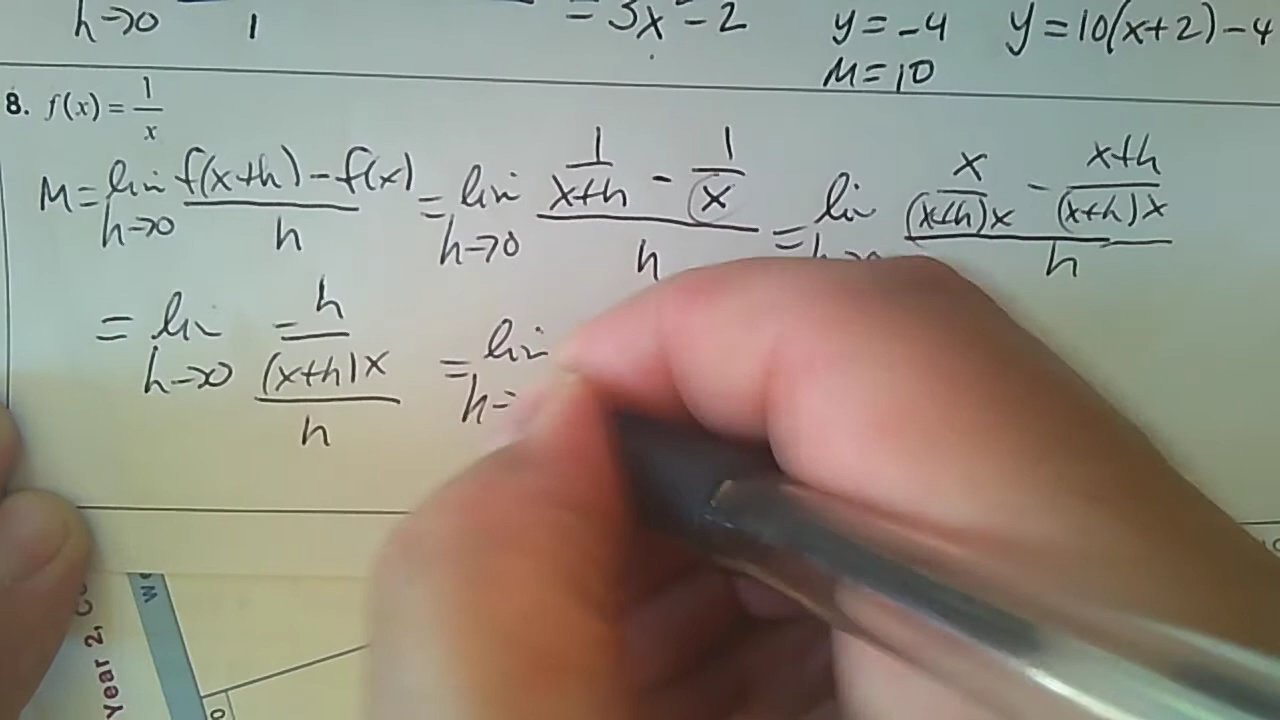 h→0 1 = 3x - 2 y = -4 y = 10(x+2) - 4
M = 10
8. f(x) = 1/x
M = lim h→0 (f(x+h) - f(x))/h = lim h→0 (1/(x+h) - 1/x)/h = lim (x/((x+h)x) - (x+h)/((x+h)x))/h
= lim h→0 (-h/((x+h)x))/h = lim h→
year 2,